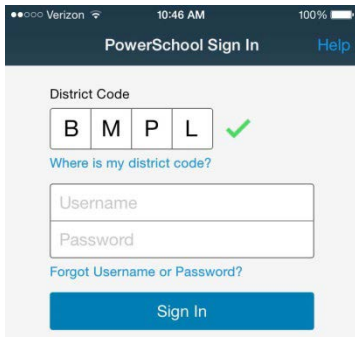 Verizon 10:46 AM 100%
PowerSchool Sign In Help
District Code
B M P L
Where is my district code?
Username
Password
Forgot Username or Password?
Sign In